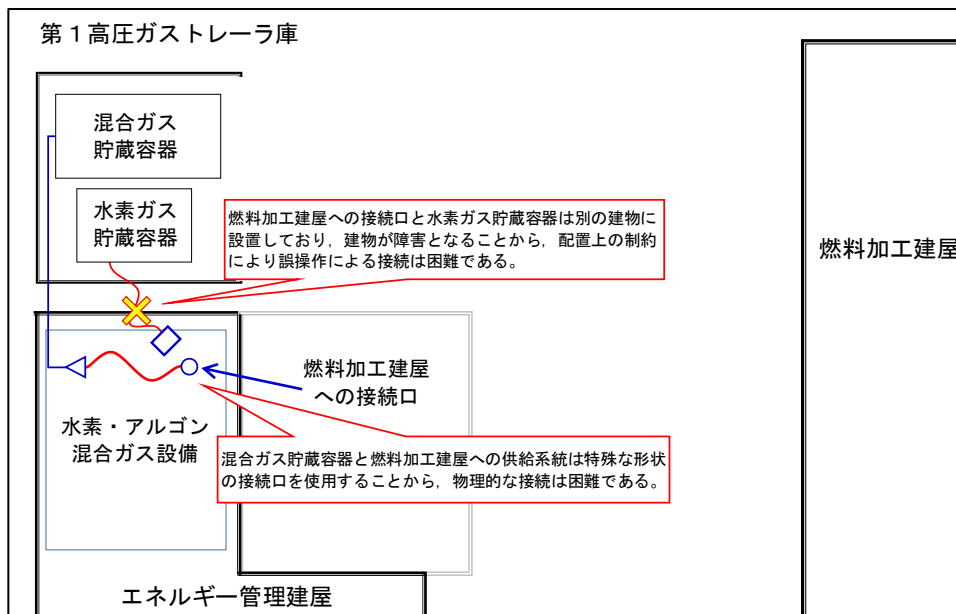 第１高圧ガストレーラ庫
混合ガス
貯蔵容器
水素ガス
貯蔵容器
燃料加工建屋への接続口と水素ガス貯蔵容器は別の建物に
設置しており，建物が障害となることから，配置上の制約
により誤操作による接続は困難である。
燃料加工建屋
燃料加工建屋
への接続口
水素・アルゴン
混合ガス設備
混合ガス貯蔵容器と燃料加工建屋への供給系統は特殊な形状
の接続口を使用することから，物理的な接続は困難である。
エネルギー管理建屋